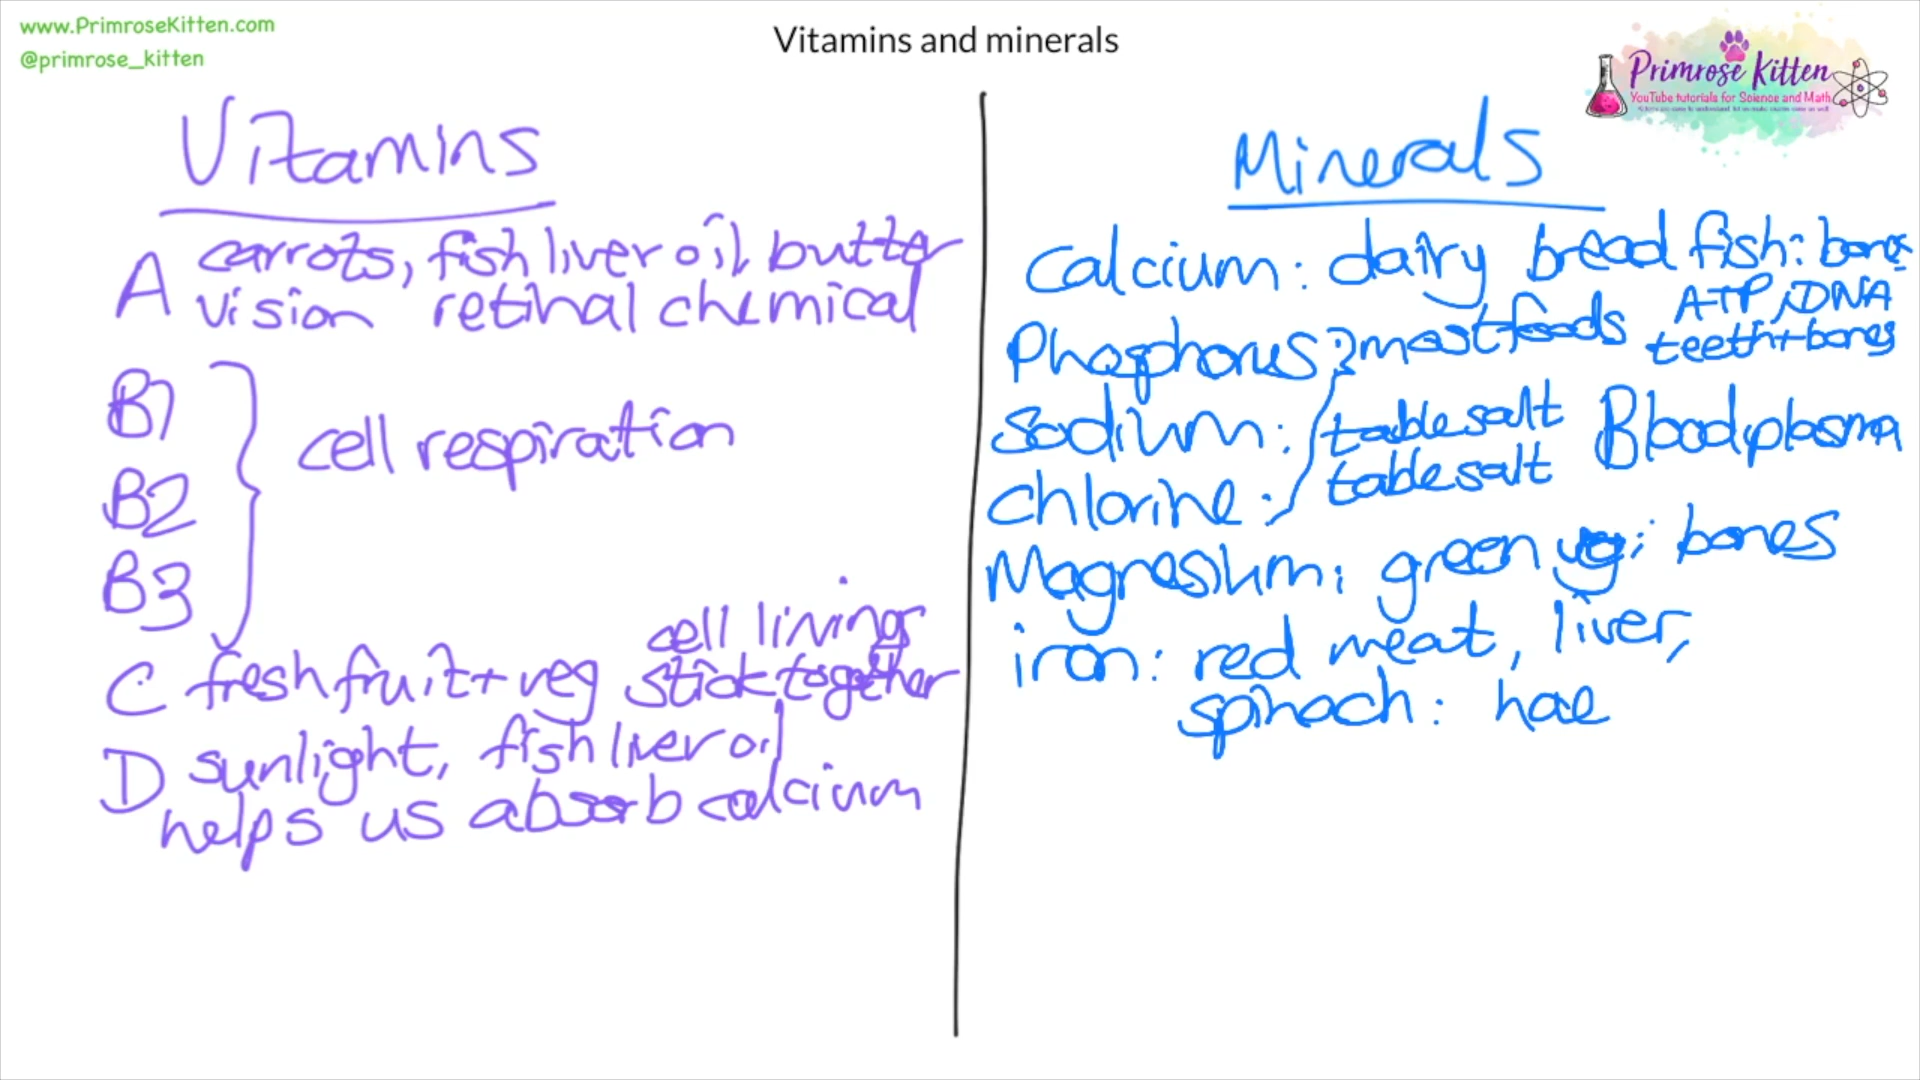 www.PrimroseKitten.com
@primrose_kitten
Vitamins and minerals
Primrose Kitten
YouTube tutorials for Science and Math
Vitamins
A carrots, fish liver oil, butter
vision retinal chemical
B1
B2
B3
cell respiration
C fresh fruit + veg cell lining
stick together
D sunlight, fish liver oil
helps us absorb calcium
Minerals
Calcium: dairy bread fish: bones
Phosphorus: most foods ATP, DNA
teeth + bones
Sodium: table salt Blood plasma
Chlorine: table salt
Magnesium: green veg: bones
iron: red meat, liver,
spinach: hae